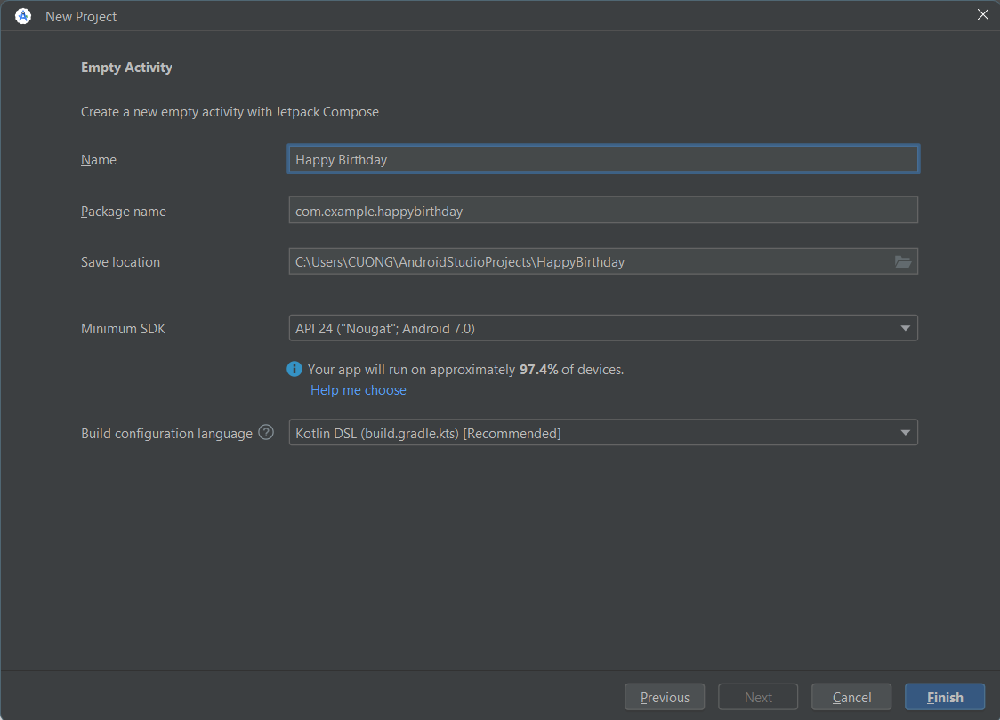 New Project
Empty Activity
Create a new empty activity with Jetpack Compose
Name
Happy Birthday
Package name
com.example.happybirthday
Save location
C:\Users\CUONG\AndroidStudioProjects\HappyBirthday
Minimum SDK
API 24 ("Nougat"; Android 7.0)
Your app will run on approximately 97.4% of devices.
Help me choose
Build configuration language
Kotlin DSL (build.gradle.kts) [Recommended]
Previous
Next
Cancel
Finish